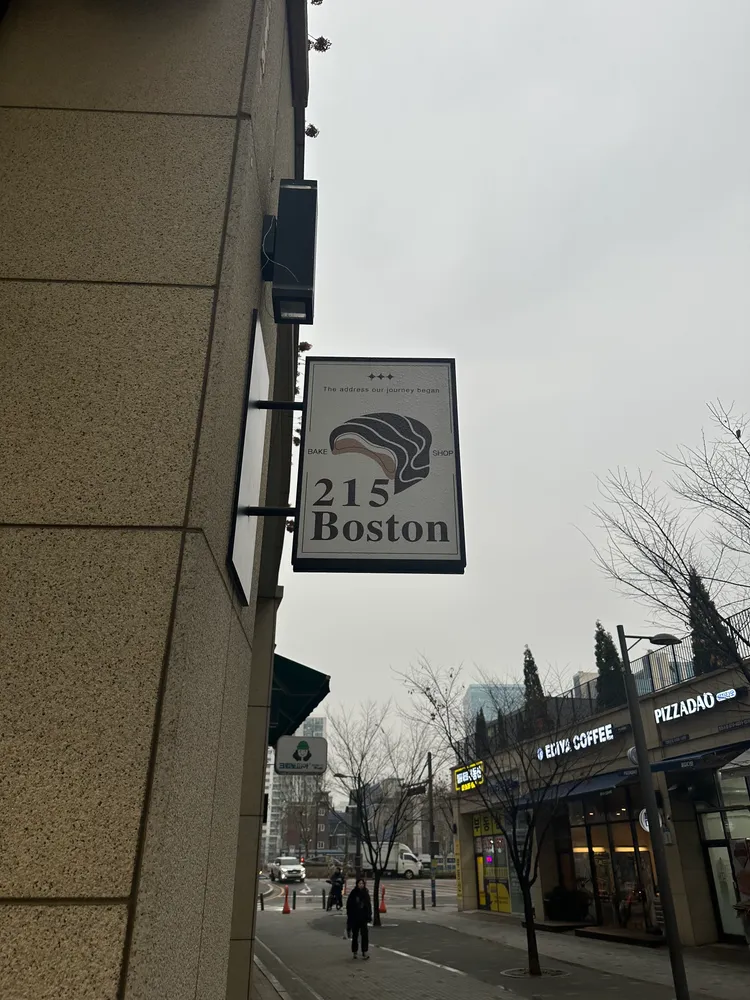 The address our journey began
BAKE SHOP
215
Boston
EDIYA COFFEE
PIZZADAO